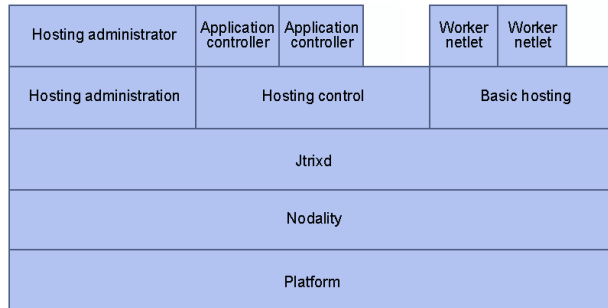 Hosting administrator
Application
controller
Application
controller
Worker
netlet
Worker
netlet
Hosting administration
Hosting control
Basic hosting
Jtrixd
Nodality
Platform